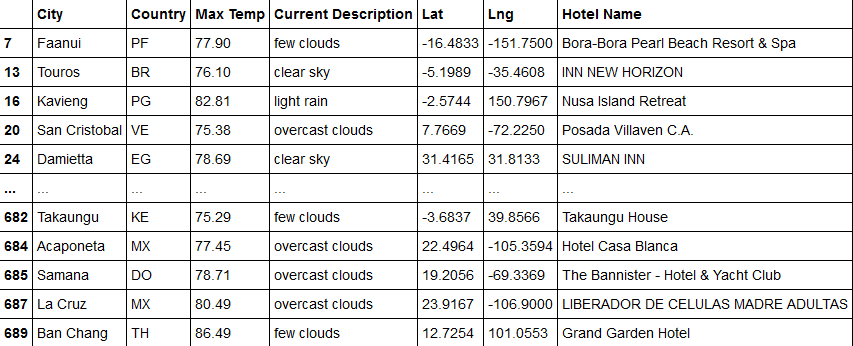 City Country Max Temp Current Description Lat Lng Hotel Name
7 Faanui PF 77.90 few clouds -16.4833 -151.7500 Bora-Bora Pearl Beach Resort & Spa
13 Touros BR 76.10 clear sky -5.1989 -35.4608 INN NEW HORIZON
16 Kavieng PG 82.81 light rain -2.5744 150.7967 Nusa Island Retreat
20 San Cristobal VE 75.38 overcast clouds 7.7669 -72.2250 Posada Villaven C.A.
24 Damietta EG 78.69 clear sky 31.4165 31.8133 SULIMAN INN
... ... ... ... ... ... ... ...
682 Takaungu KE 75.29 few clouds -3.6837 39.8566 Takaungu House
684 Acaponeta MX 77.45 overcast clouds 22.4964 -105.3594 Hotel Casa Blanca
685 Samana DO 78.71 overcast clouds 19.2056 -69.3369 The Bannister - Hotel & Yacht Club
687 La Cruz MX 80.49 overcast clouds 23.9167 -106.9000 LIBERADOR DE CELULAS MADRE ADULTAS
689 Ban Chang TH 86.49 few clouds 12.7254 101.0553 Grand Garden Hotel